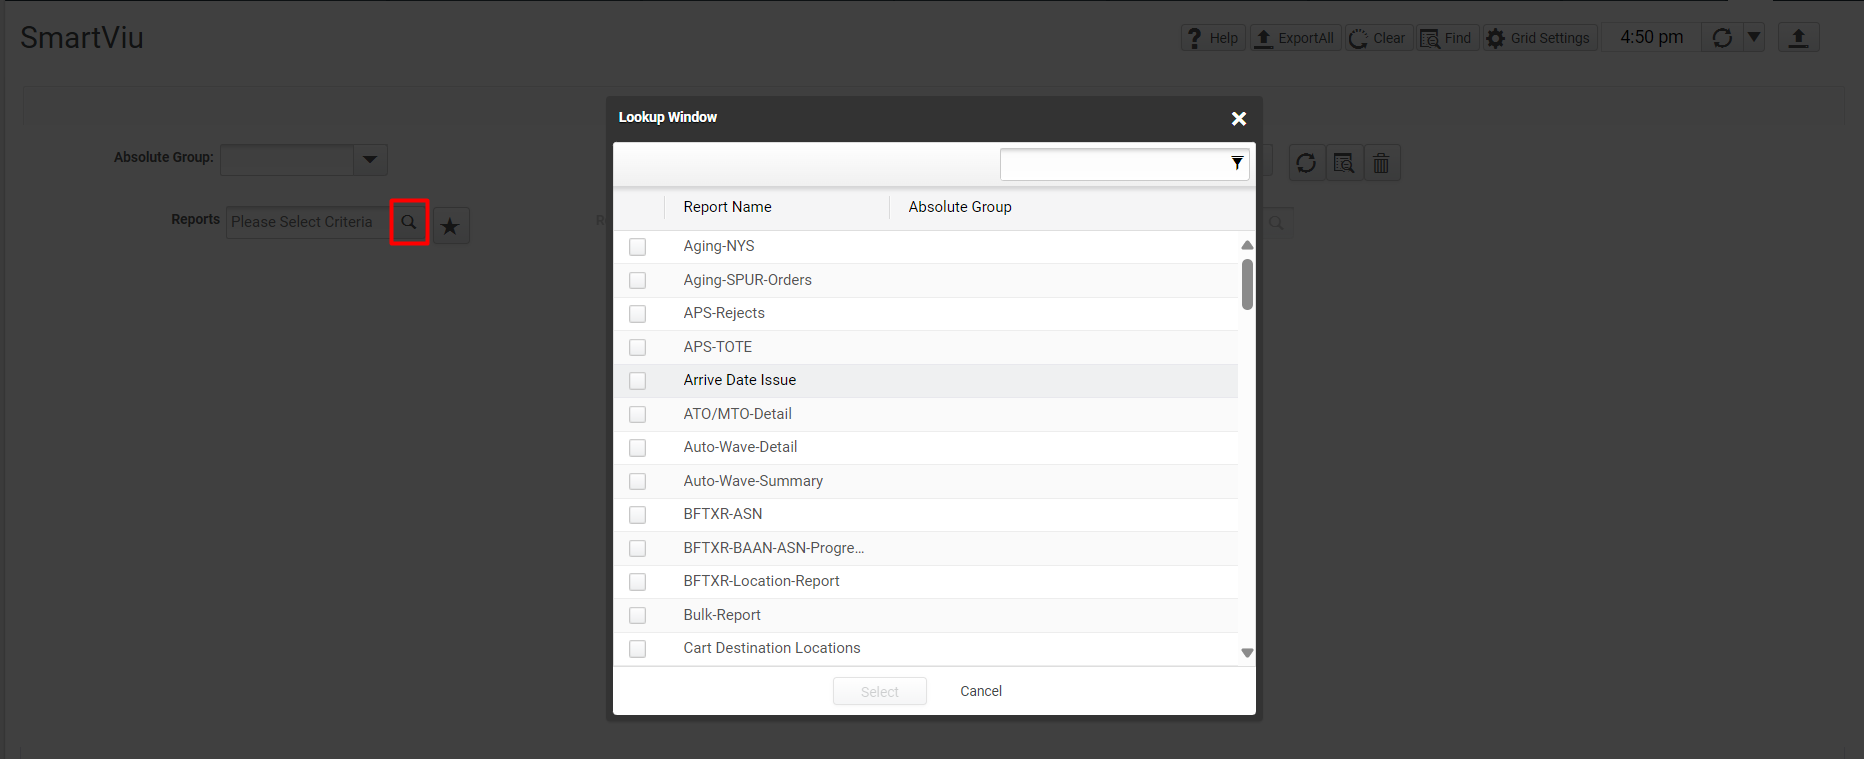 SmartViu
Help ExportAll Clear Find Grid Settings 4:50 pm
Lookup Window
Absolute Group:
Report Name Absolute Group
Reports Please Select Criteria
Aging-NYS
Aging-SPUR-Orders
APS-Rejects
APS-TOTE
Arrive Date Issue
ATO/MTO-Detail
Auto-Wave-Detail
Auto-Wave-Summary
BFTXR-ASN
BFTXR-BAAN-ASN-Progre...
BFTXR-Location-Report
Bulk-Report
Cart Destination Locations
Select Cancel